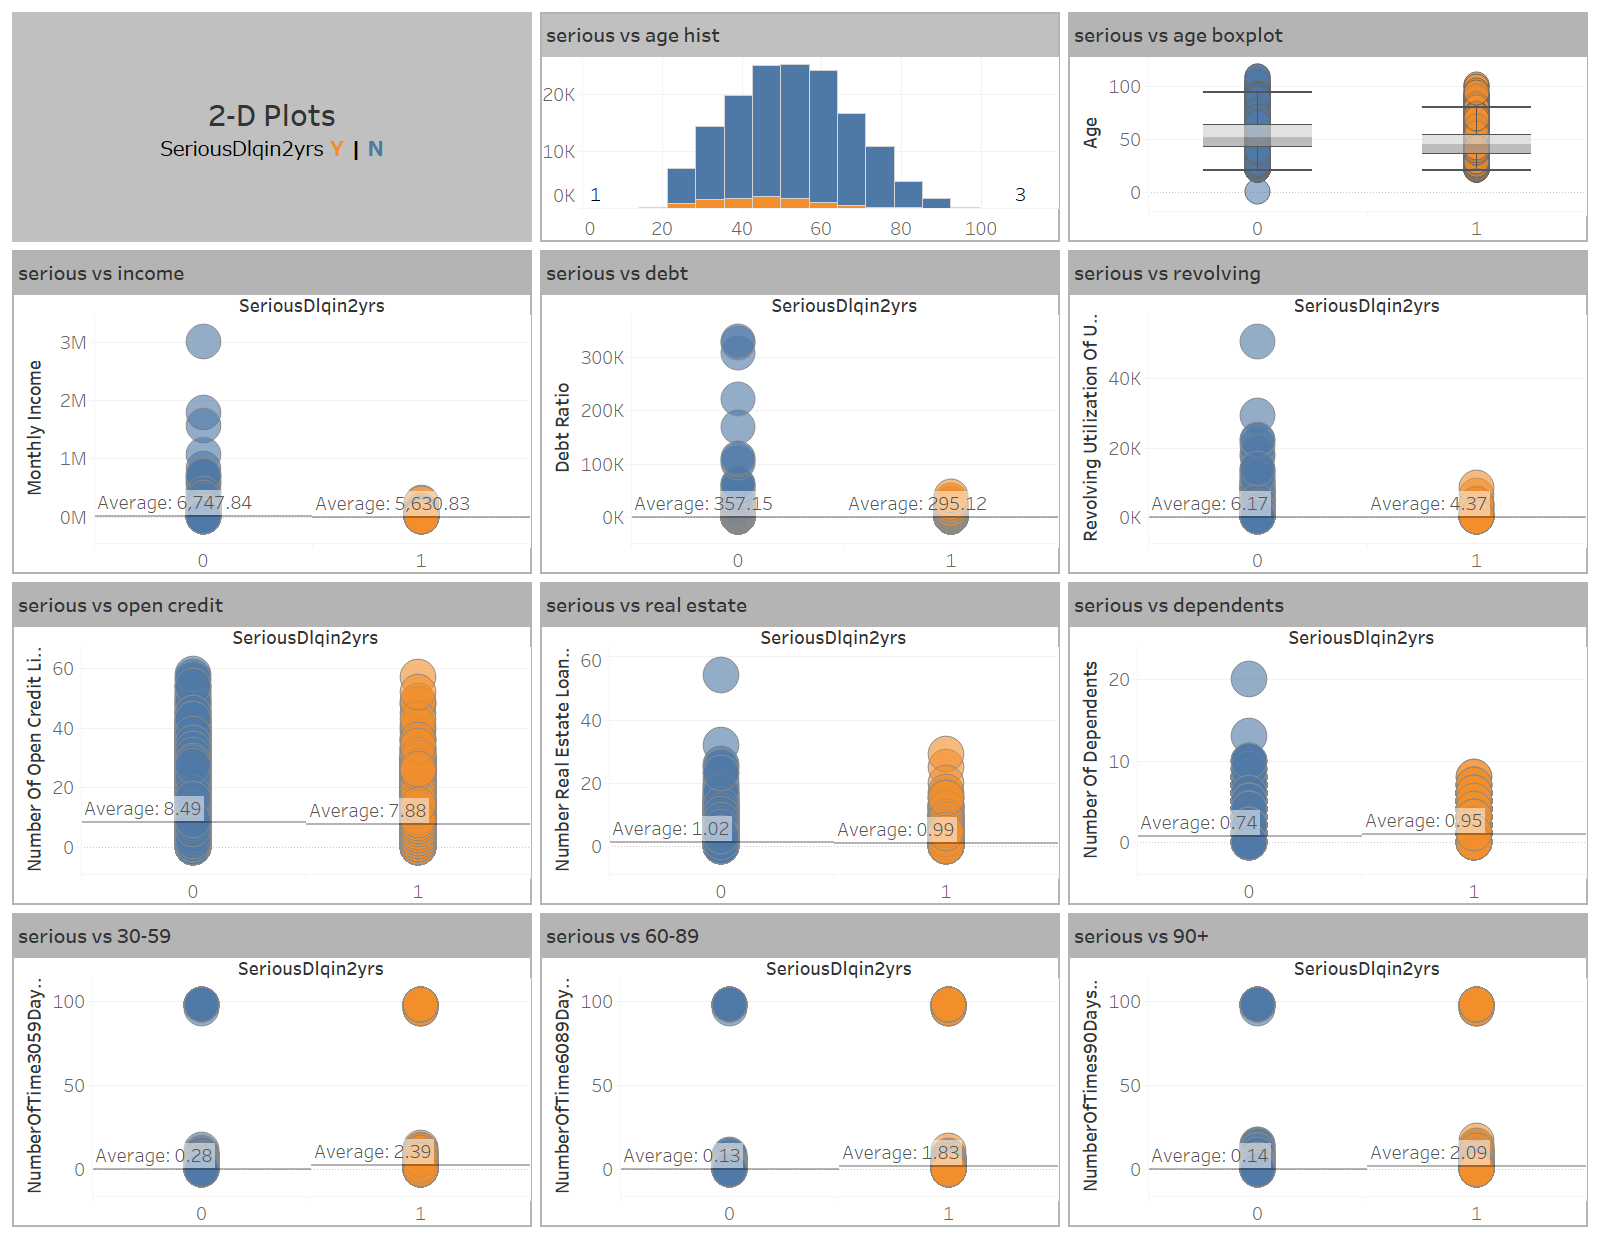 2-D Plots
SeriousDlqin2yrs Y | N
serious vs age hist
20K
10K
0K
1
3
0 20 40 60 80 100
serious vs age boxplot
Age
100
50
0
0 1
serious vs income
SeriousDlqin2yrs
Monthly Income
3M
2M
1M
0M
Average: 6,747.84
Average: 5,630.83
0 1
serious vs debt
SeriousDlqin2yrs
Debt Ratio
300K
200K
100K
0K
Average: 357.15
Average: 295.12
0 1
serious vs revolving
SeriousDlqin2yrs
Revolving Utilization Of U..
40K
20K
0K
Average: 6.17
Average: 4.37
0 1
serious vs open credit
SeriousDlqin2yrs
Number Of Open Credit Li..
60
40
20
0
Average: 8.49
Average: 7.88
0 1
serious vs real estate
SeriousDlqin2yrs
Number Real Estate Loan..
60
40
20
0
Average: 1.02
Average: 0.99
0 1
serious vs dependents
SeriousDlqin2yrs
Number Of Dependents
20
10
0
Average: 0.74
Average: 0.95
0 1
serious vs 30-59
SeriousDlqin2yrs
NumberOfTime3059Day..
100
50
0
Average: 0.28
Average: 2.39
0 1
serious vs 60-89
SeriousDlqin2yrs
NumberOfTime6089Day..
100
50
0
Average: 0.13
Average: 1.83
0 1
serious vs 90+
SeriousDlqin2yrs
NumberOfTimes90Days..
100
50
0
Average: 0.14
Average: 2.09
0 1